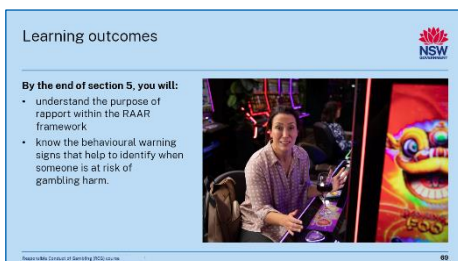 Learning outcomes
NSW
GOVERNMENT
By the end of section 5, you will:
• understand the purpose of
rapport within the RAAR
framework
• know the behavioural warning
signs that help to identify when
someone is at risk of
gambling harm.
Responsible Conduct of Gambling (RCG) course
69